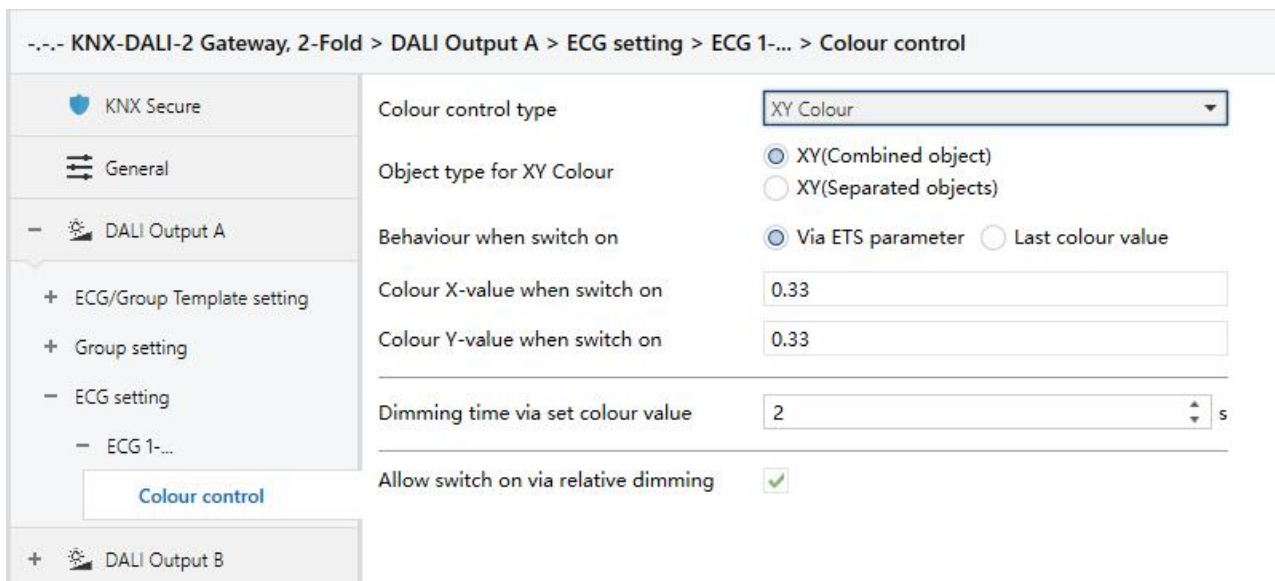 -.-.- KNX-DALI-2 Gateway, 2-Fold > DALI Output A > ECG setting > ECG 1-... > Colour control
KNX Secure
General
− DALI Output A
+ ECG/Group Template setting
+ Group setting
− ECG setting
− ECG 1-...
Colour control
+ DALI Output B
Colour control type XY Colour
Object type for XY Colour XY(Combined object)
XY(Separated objects)
Behaviour when switch on Via ETS parameter Last colour value
Colour X-value when switch on 0.33
Colour Y-value when switch on 0.33
Dimming time via set colour value 2 s
Allow switch on via relative dimming